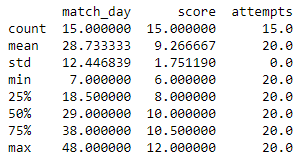 match_day score attempts
count 15.000000 15.000000 15.0
mean 28.733333 9.266667 20.0
std 12.446839 1.751190 0.0
min 7.000000 6.000000 20.0
25% 18.500000 8.000000 20.0
50% 29.000000 10.000000 20.0
75% 38.000000 10.500000 20.0
max 48.000000 12.000000 20.0